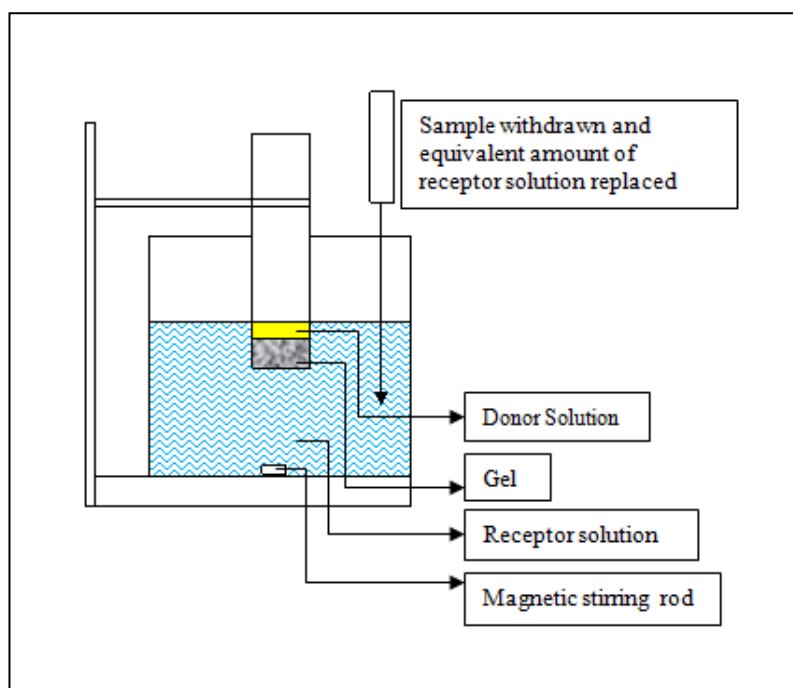 Sample withdrawn and
equivalent amount of
receptor solution replaced
Donor Solution
Gel
Receptor solution
Magnetic stirring rod